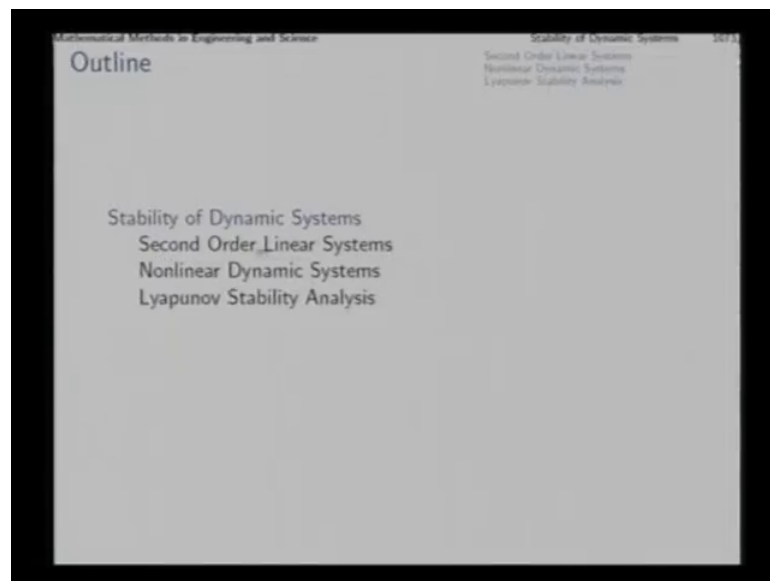 Mathematical Methods in Engineering and Science
Stability of Dynamic Systems
Outline
Second Order Linear Systems
Nonlinear Dynamic Systems
Lyapunov Stability Analysis
Stability of Dynamic Systems
Second Order Linear Systems
Nonlinear Dynamic Systems
Lyapunov Stability Analysis